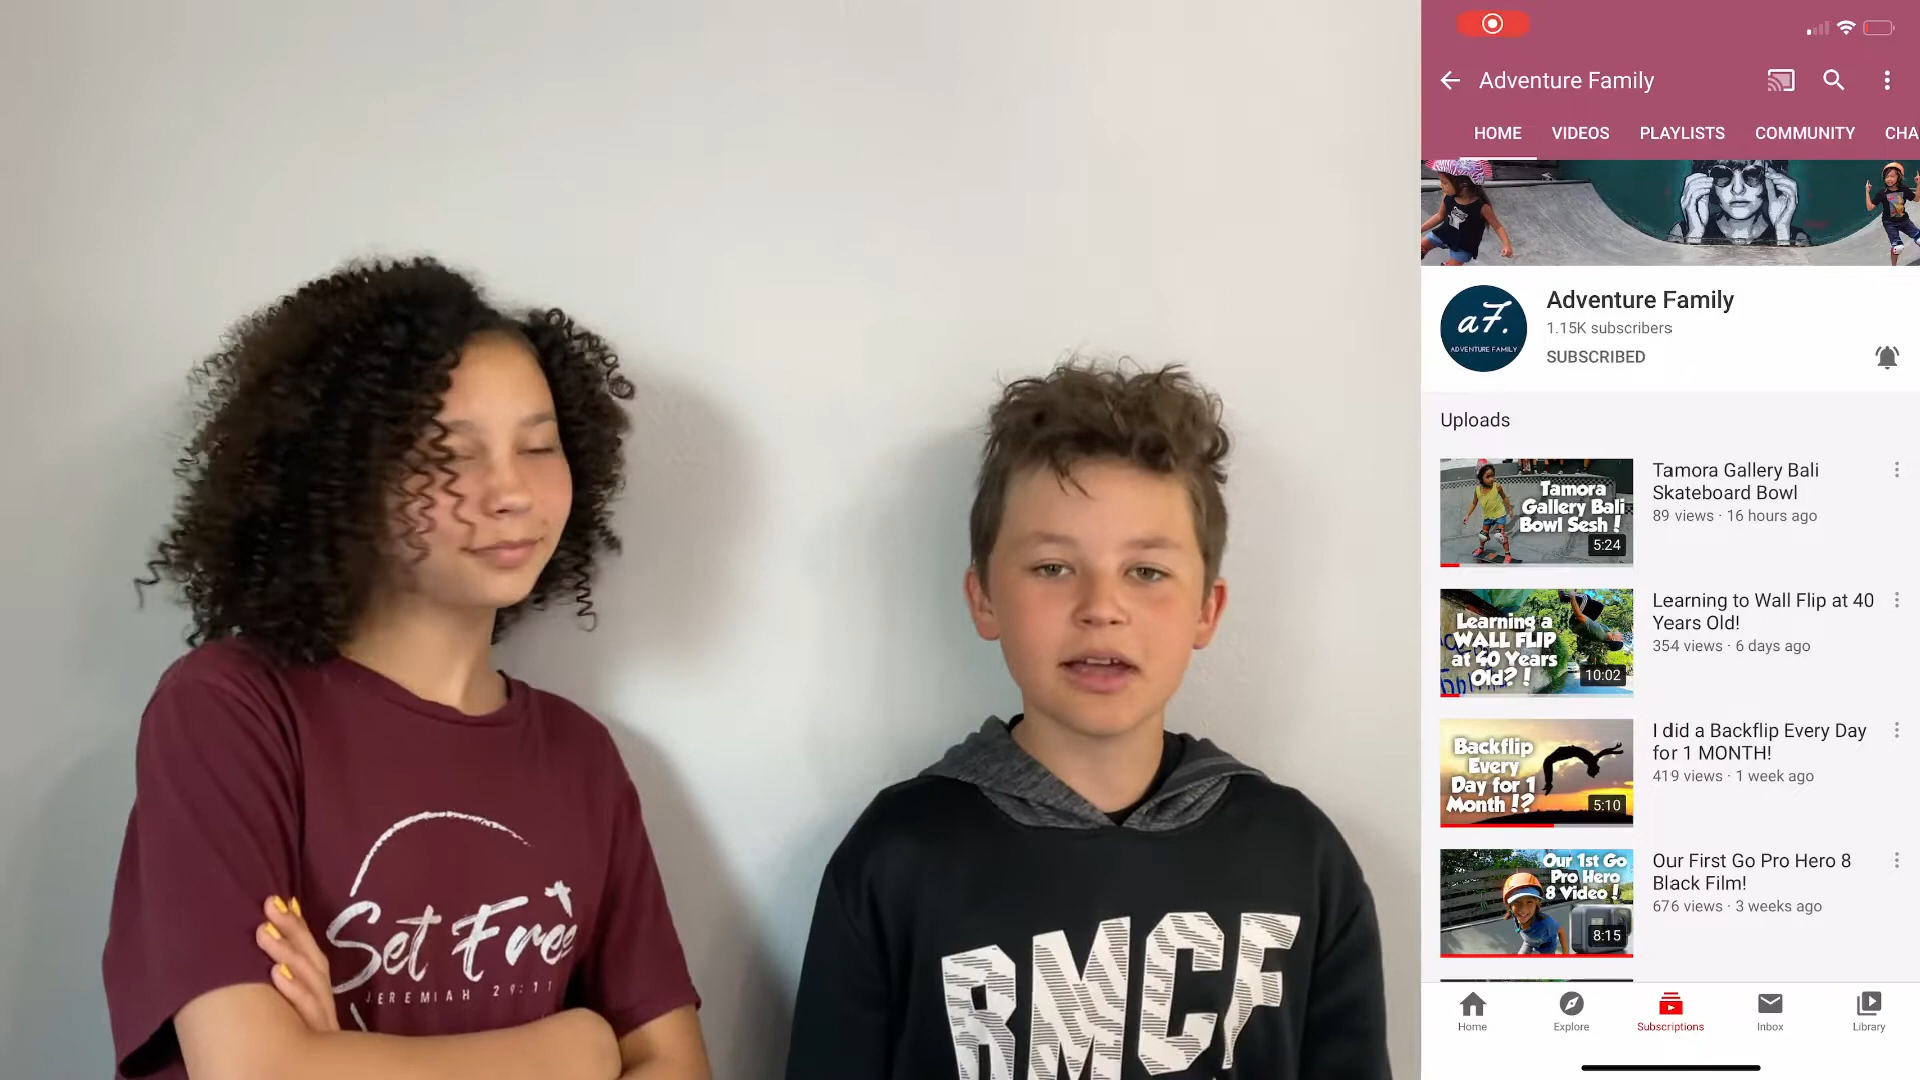 Set Free
JEREMIAH 29:11
RMCF
Adventure Family
HOME VIDEOS PLAYLISTS COMMUNITY CHA
aF.
ADVENTURE FAMILY
Adventure Family
1.15K subscribers
SUBSCRIBED
Uploads
Tamora
Gallery Bali
Bowl Sesh!
5:24
Tamora Gallery Bali
Skateboard Bowl
89 views · 16 hours ago
Learning a
WALL FLIP
at 40 Years
Old?!
10:02
Learning to Wall Flip at 40
Years Old!
354 views · 6 days ago
Backflip
Every
Day for 1
Month!?
5:10
I did a Backflip Every Day
for 1 MONTH!
419 views · 1 week ago
Our 1st Go
Pro Hero
8 Video!
8:15
Our First Go Pro Hero 8
Black Film!
676 views · 3 weeks ago
Home Explore Subscriptions Inbox Library